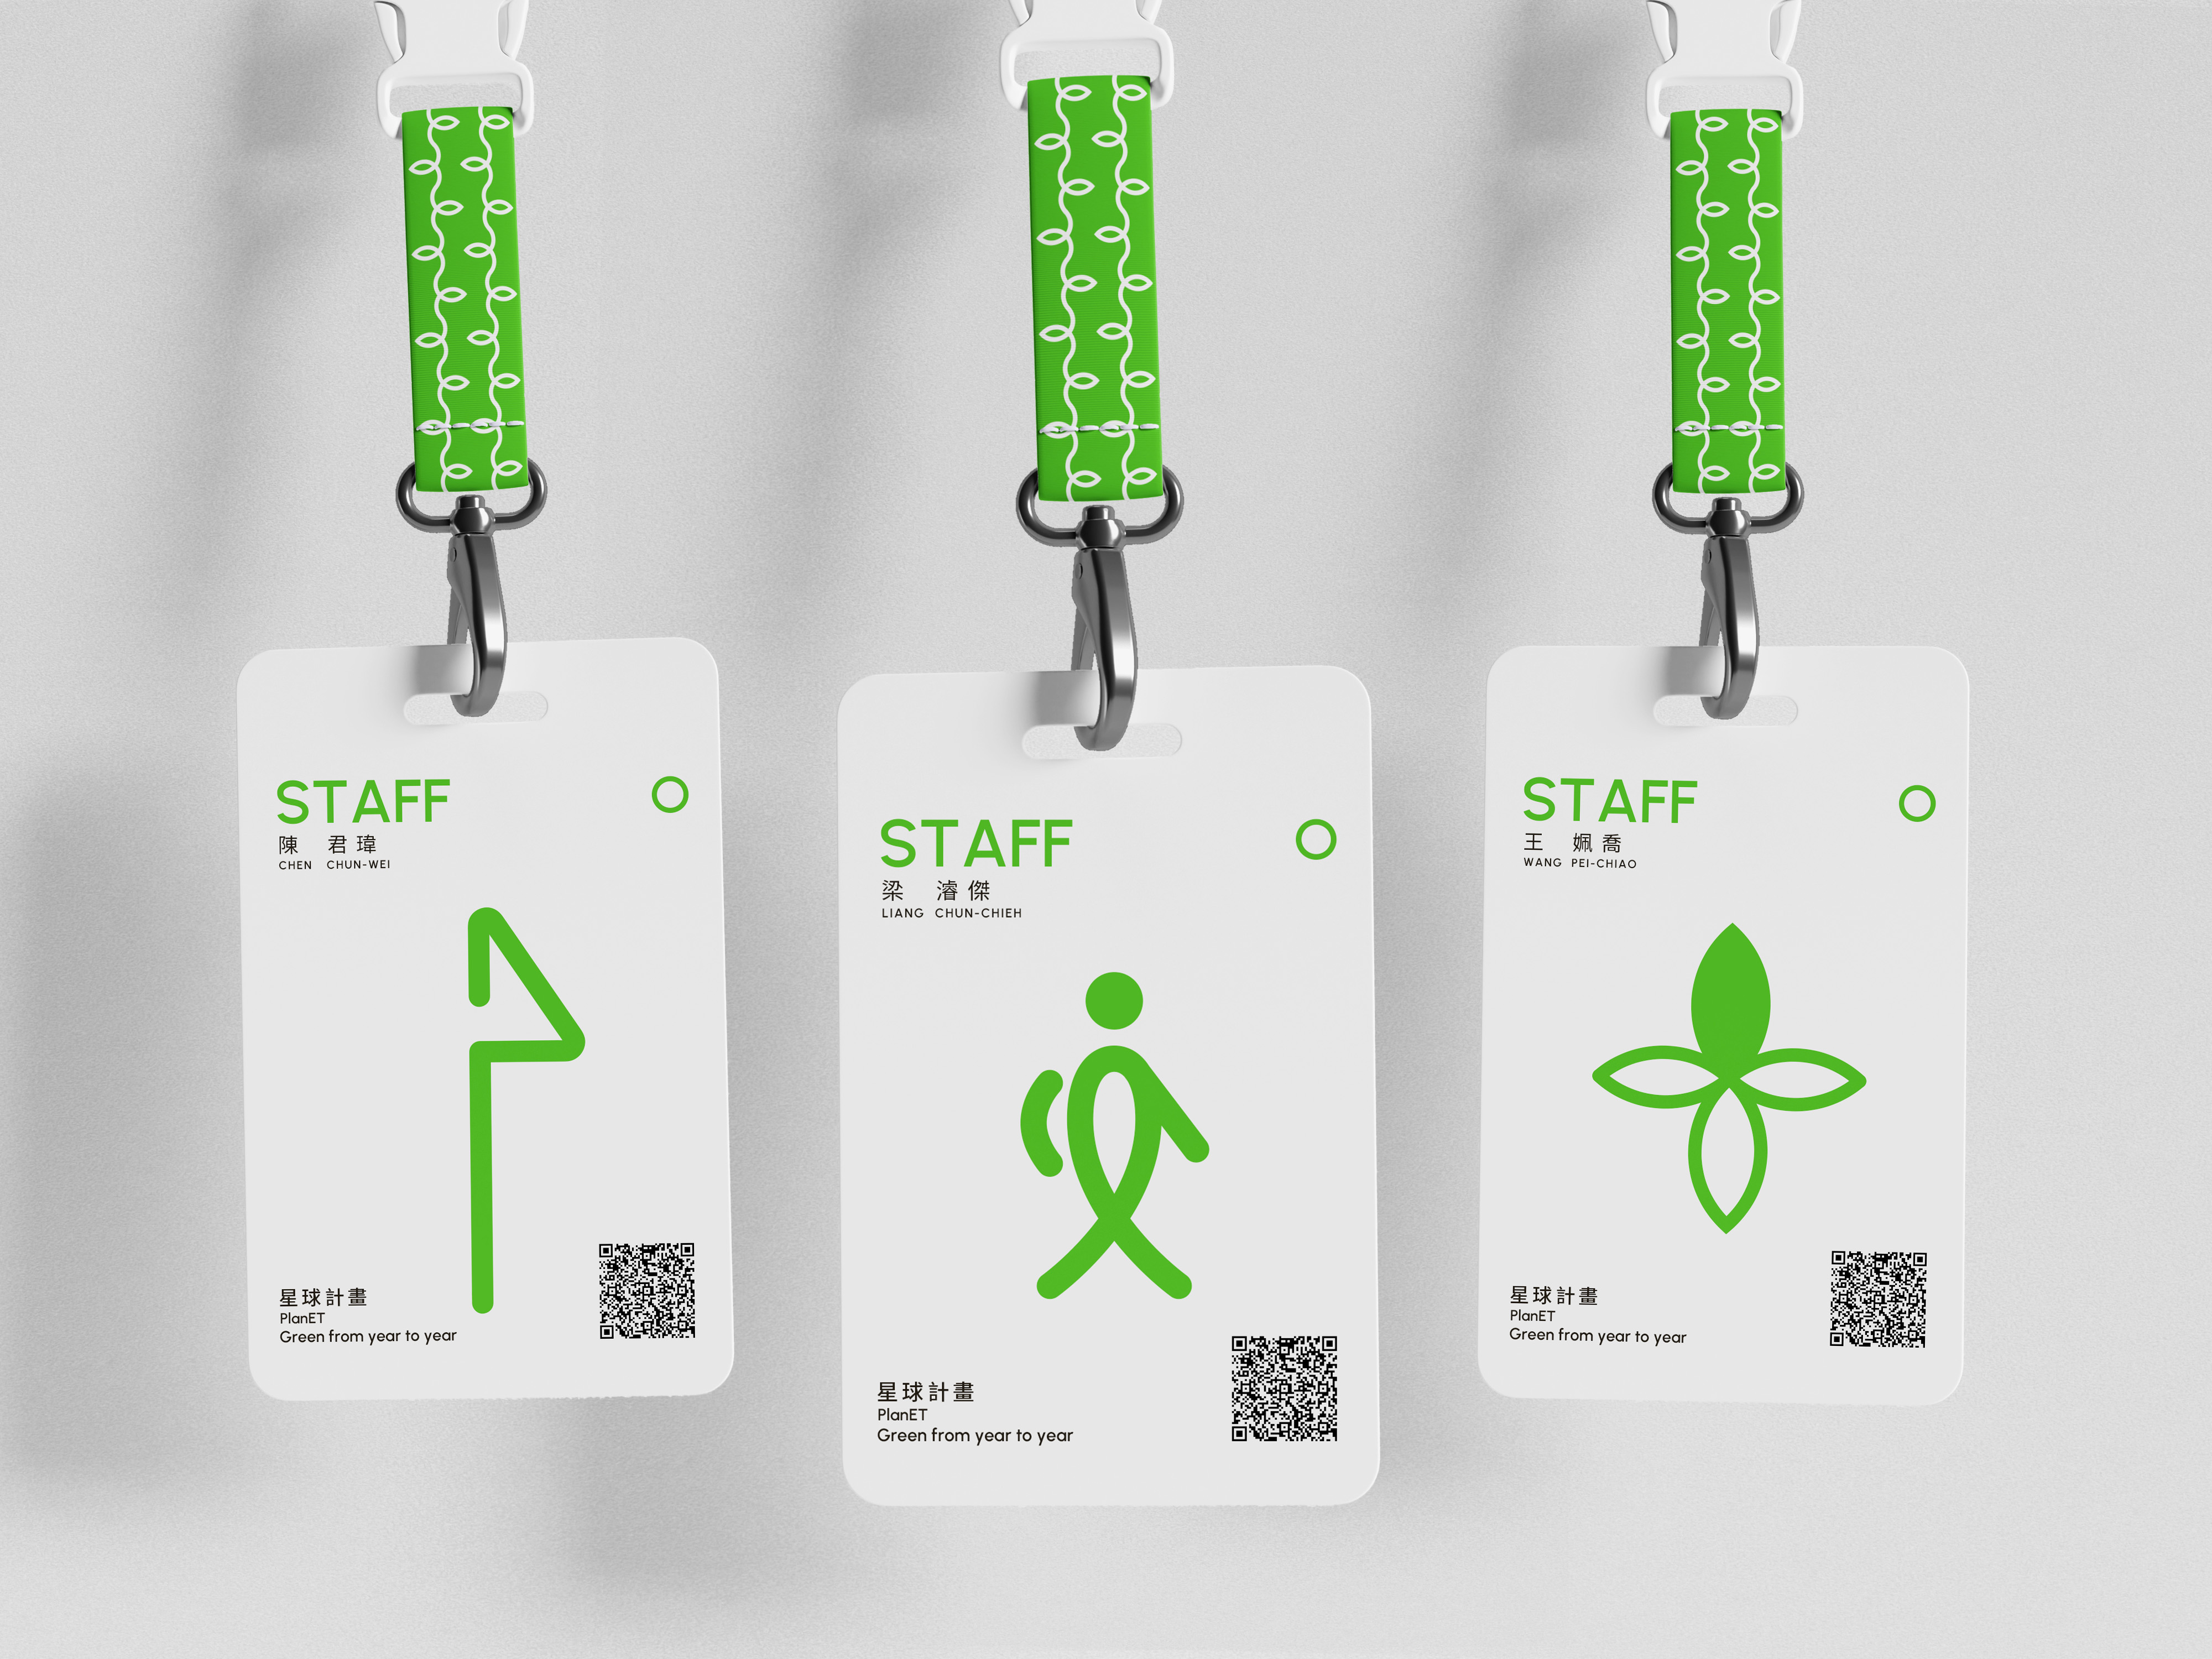 STAFF
陳 君瑋
CHEN CHUN-WEI
星球計畫
PlanET
Green from year to year
STAFF
梁 濬傑
LIANG CHUN-CHIEH
星球計畫
PlanET
Green from year to year
STAFF
王 姵喬
WANG PEI-CHIAO
星球計畫
PlanET
Green from year to year